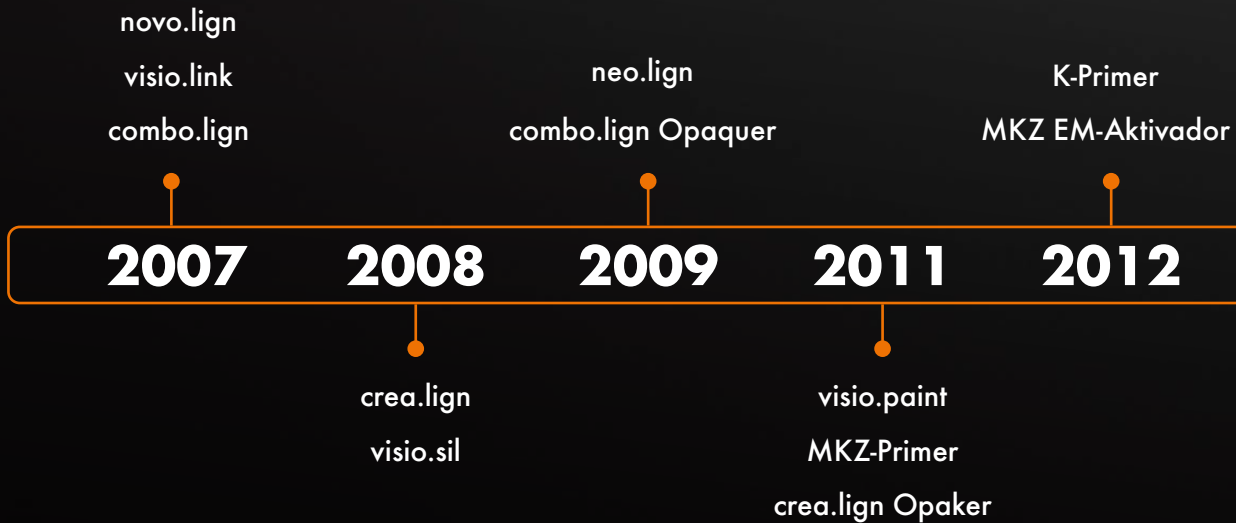 novo.lign
visio.link
combo.lign
neo.lign
combo.lign Opaquer
K-Primer
MKZ EM-Aktivador
2007 2008 2009 2011 2012
crea.lign
visio.sil
visio.paint
MKZ-Primer
crea.lign Opaker